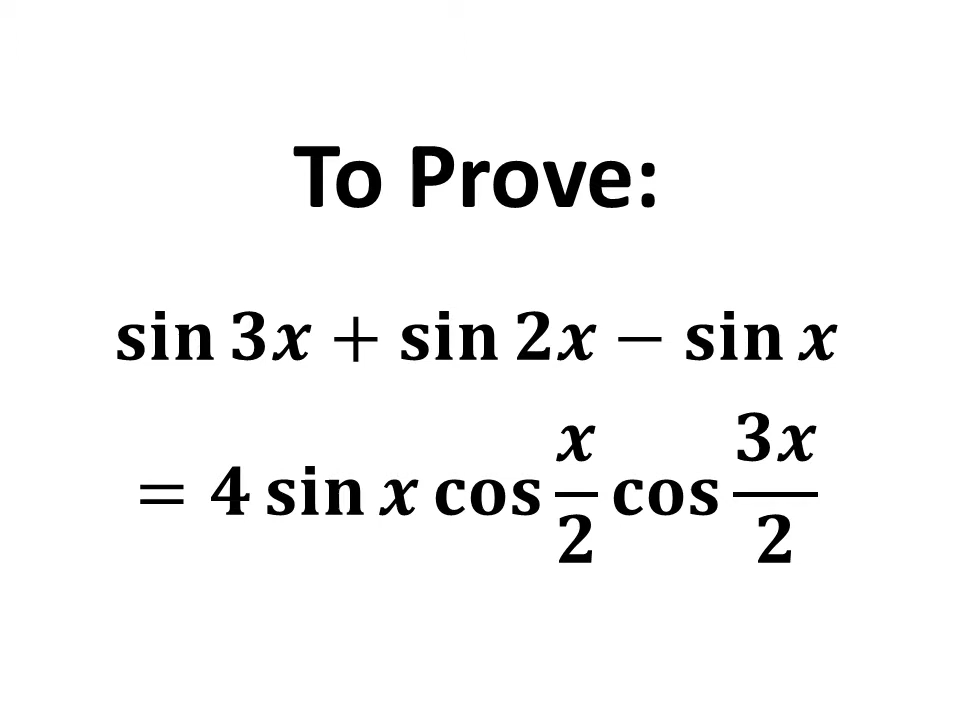 To Prove:
sin 3x + sin 2x − sin x
= 4 sin x cos x/2 cos 3x/2